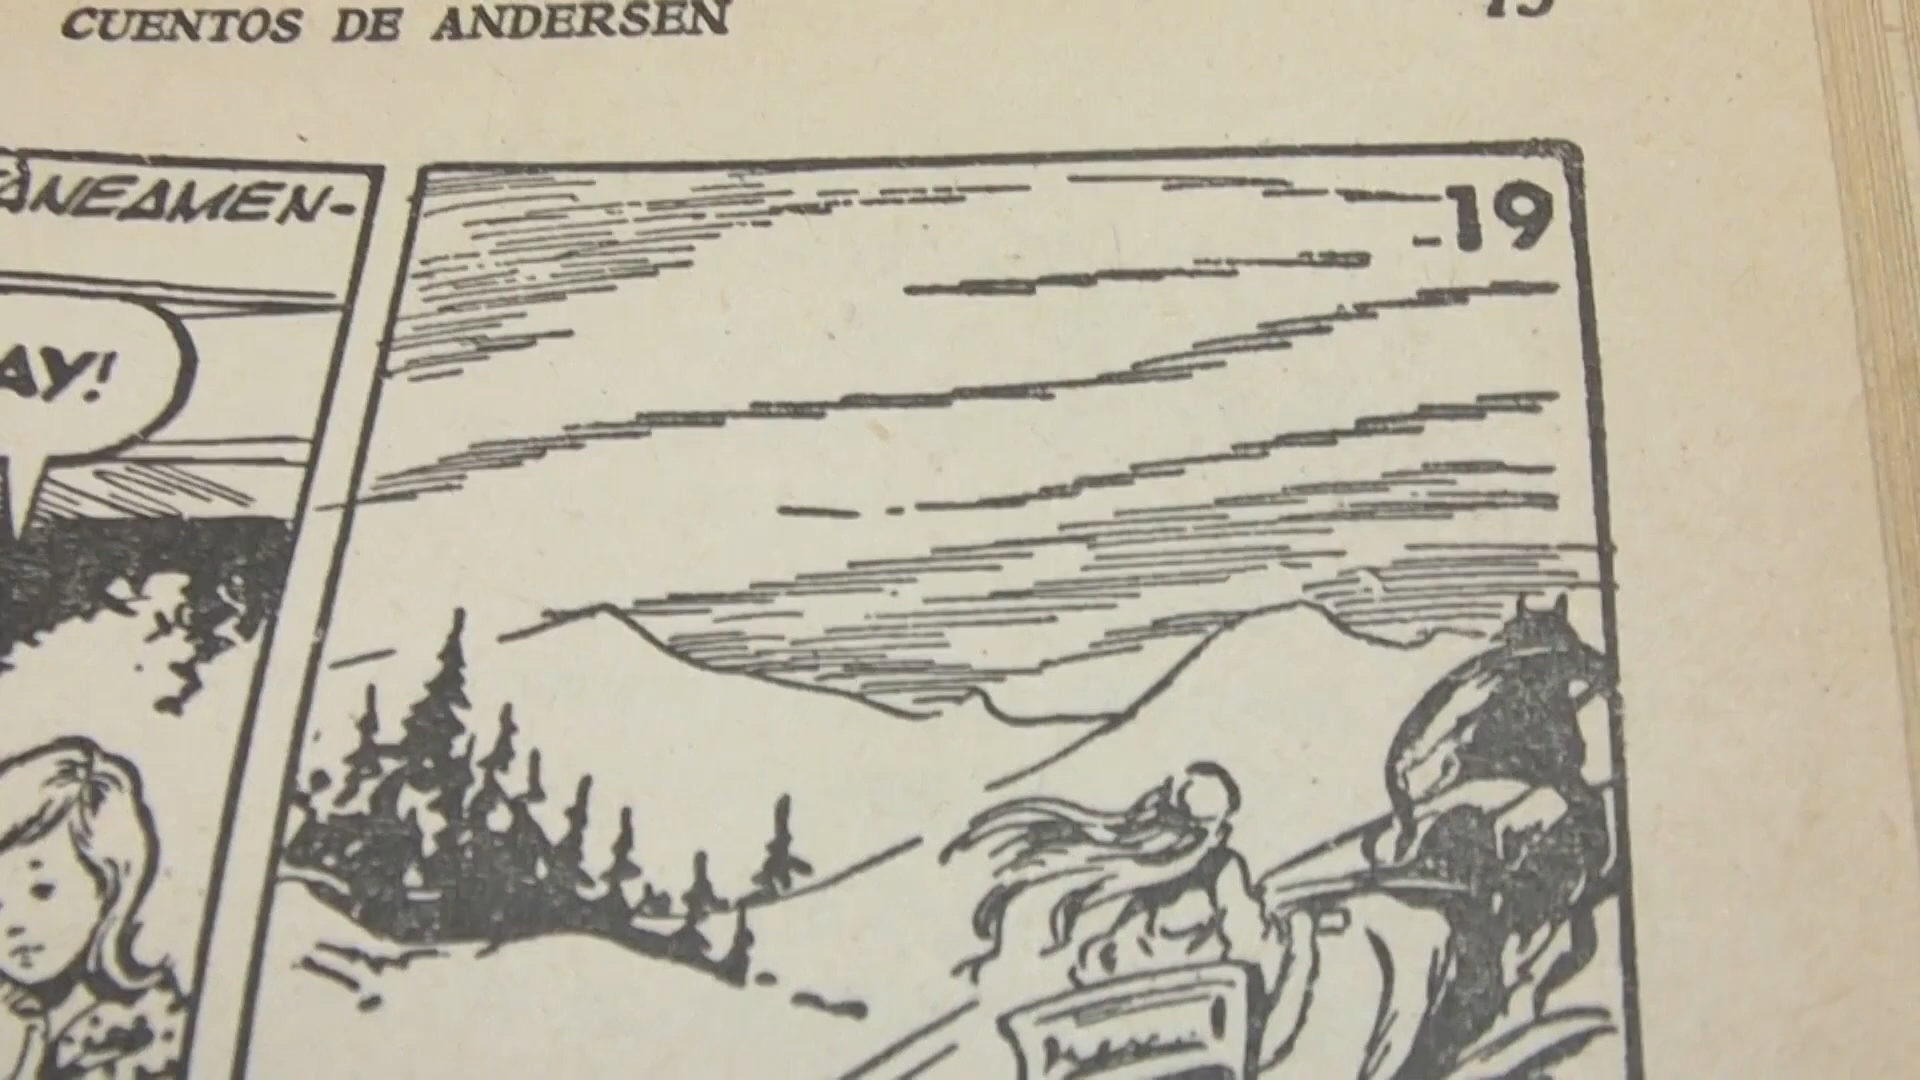 CUENTOS DE ANDERSEN
ÁNEAMEN-
AY!
19